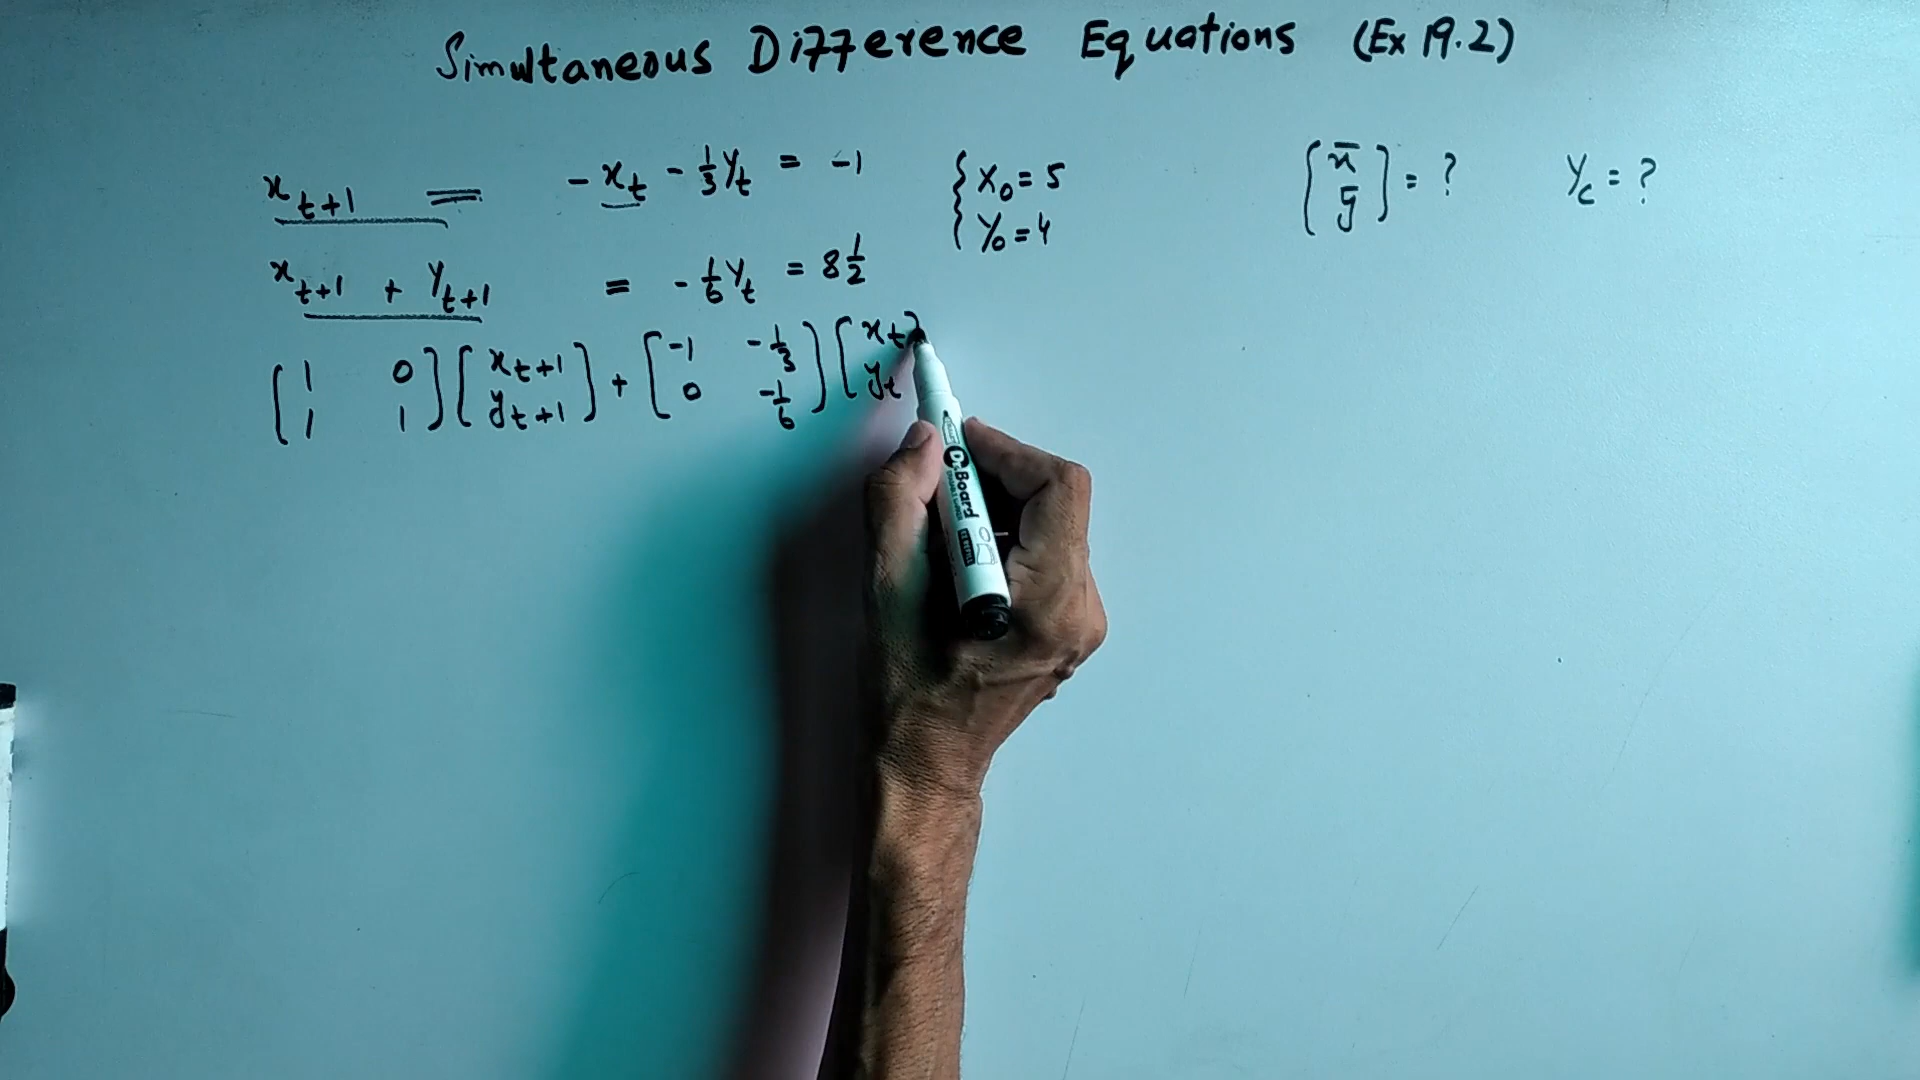 Simultaneous Difference Equations (Ex 19.2)
x_{t+1} = - x_t - 1/3 y_t = -1 { x_0 = 5 y_0 = 4 [x̄ ȳ] = ? y_c = ?
x_{t+1} + y_{t+1} = - 1/6 y_t = 8 1/2
[1 0 1 1] [x_{t+1} y_{t+1}] + [-1 -1/3 0 -1/6] [x_t y_t]
Dr.Board